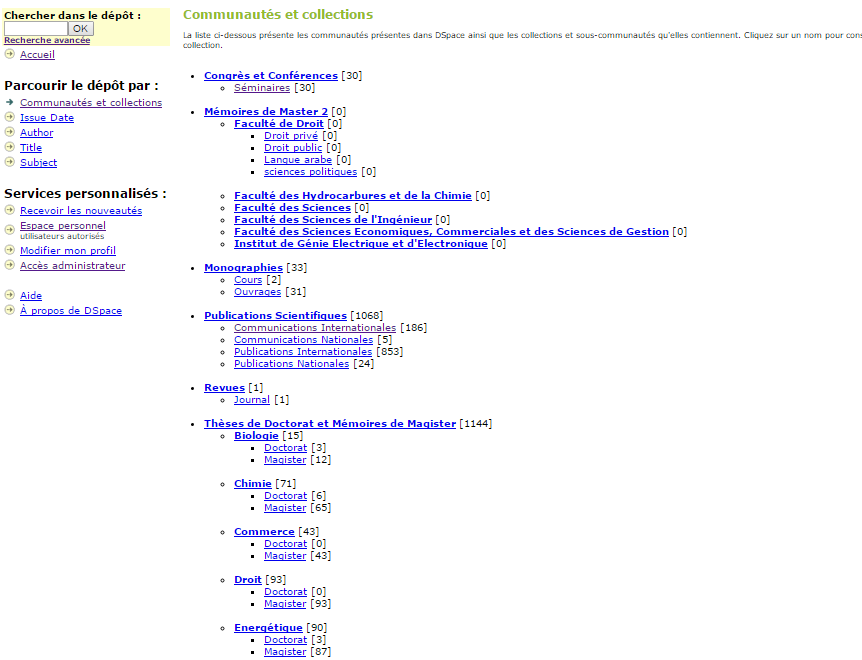 Chercher dans le dépôt :
OK
Recherche avancée
Accueil
Parcourir le dépôt par :
Communautés et collections
Issue Date
Author
Title
Subject
Services personnalisés :
Recevoir les nouveautés
Espace personnel
utilisateurs autorisés
Modifier mon profil
Accès administrateur
Aide
À propos de DSpace
Communautés et collections
La liste ci-dessous présente les communautés présentes dans DSpace ainsi que les collections et sous-communautés qu'elles contiennent. Cliquez sur un nom pour cons
collection.
Congrès et Conférences [30]
Séminaires [30]
Mémoires de Master 2 [0]
Faculté de Droit [0]
Droit privé [0]
Droit public [0]
Langue arabe [0]
sciences politiques [0]
Faculté des Hydrocarbures et de la Chimie [0]
Faculté des Sciences [0]
Faculté des Sciences de l'Ingénieur [0]
Faculté des Sciences Economiques, Commerciales et des Sciences de Gestion [0]
Institut de Génie Electrique et d'Electronique [0]
Monographies [33]
Cours [2]
Ouvrages [31]
Publications Scientifiques [1068]
Communications Internationales [186]
Communications Nationales [5]
Publications Internationales [853]
Publications Nationales [24]
Revues [1]
Journal [1]
Thèses de Doctorat et Mémoires de Magister [1144]
Biologie [15]
Doctorat [3]
Magister [12]
Chimie [71]
Doctorat [6]
Magister [65]
Commerce [43]
Doctorat [0]
Magister [43]
Droit [93]
Doctorat [0]
Magister [93]
Energétique [90]
Doctorat [3]
Magister [87]